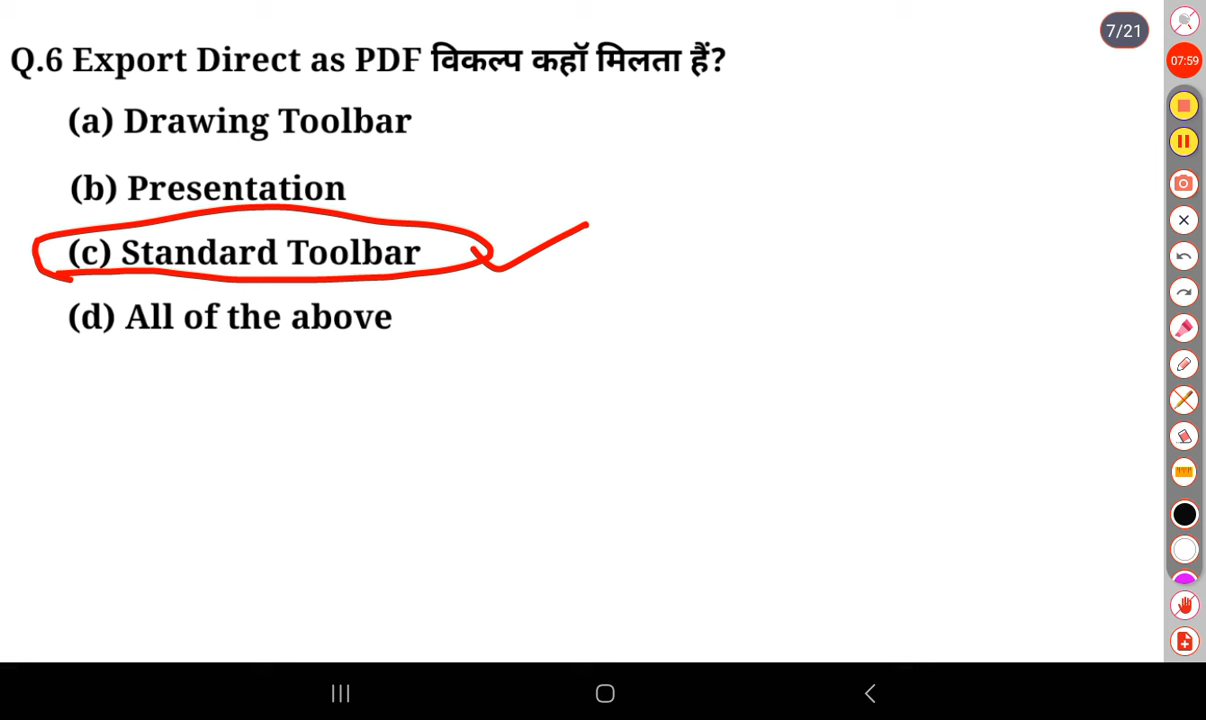 7/21
Q.6 Export Direct as PDF विकल्प कहॉ मिलता हैं?
07:59
(a) Drawing Toolbar
(b) Presentation
(c) Standard Toolbar
(d) All of the above